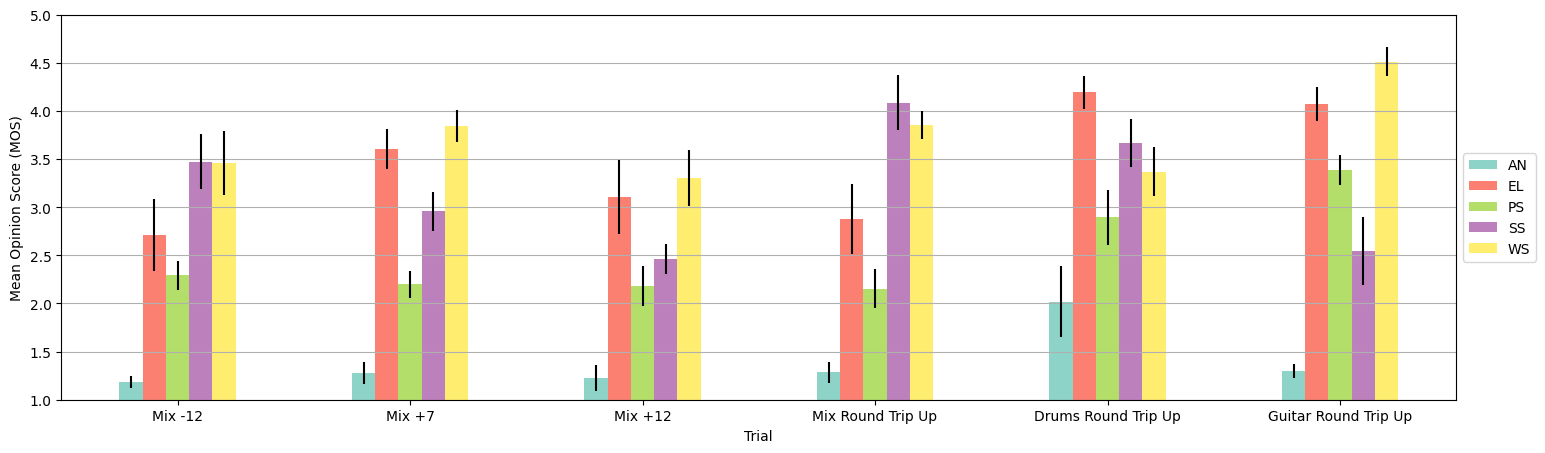 Mean Opinion Score (MOS)
5.0
4.5
4.0
3.5
3.0
2.5
2.0
1.5
1.0
Mix -12
Mix +7
Mix +12
Mix Round Trip Up
Drums Round Trip Up
Guitar Round Trip Up
Trial
AN
EL
PS
SS
WS